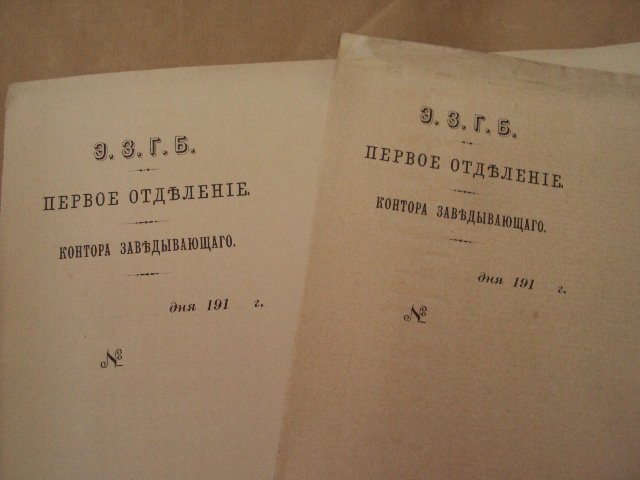 Э. З. Г. Б.
ПЕРВОЕ ОТДѢЛЕНІЕ.
КОНТОРА ЗАВѢДЫВАЮЩАГО.
дня 191 г.
№
Э. З. Г. Б.
ПЕРВОЕ ОТДѢЛЕНІЕ.
КОНТОРА ЗАВѢДЫВАЮЩАГО.
дня 191 г.
№